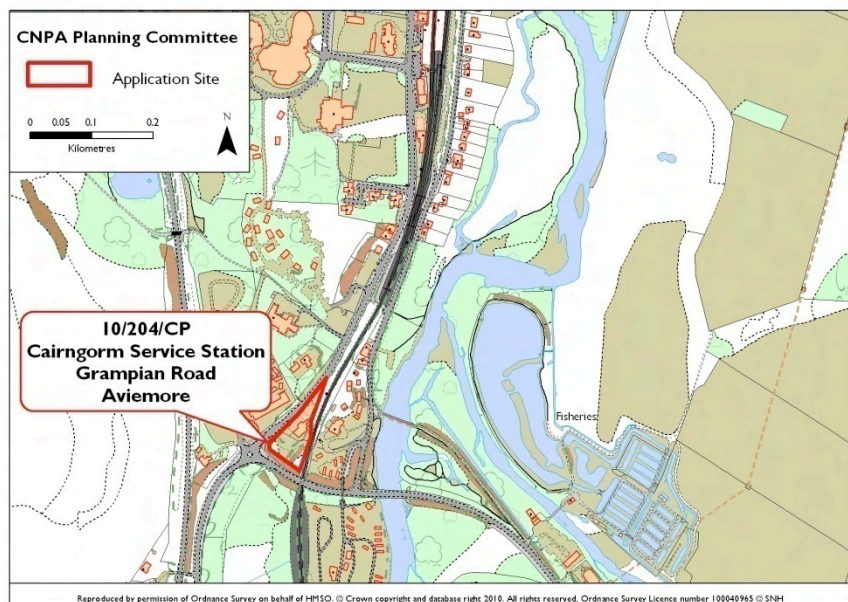 CNPA Planning Committee
Application Site
0 0.05 0.1 0.2
Kilometres
N
10/204/CP
Cairngorm Service Station
Grampian Road
Aviemore
Fisheries
Reproduced by permission of Ordnance Survey on behalf of HMSO. © Crown copyright and database right 2010. All rights reserved. Ordnance Survey Licence number 100040965 © SNH